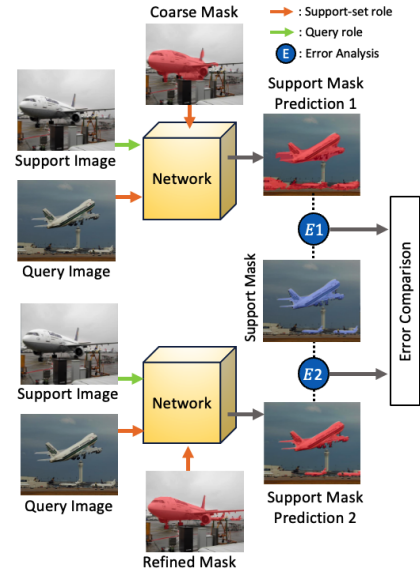 Coarse Mask
: Support-set role
: Query role
E : Error Analysis
Support Mask
Prediction 1
Support Image
Network
Query Image
E1
Support Mask
Error Comparison
E2
Support Image
Network
Query Image
Support Mask
Prediction 2
Refined Mask